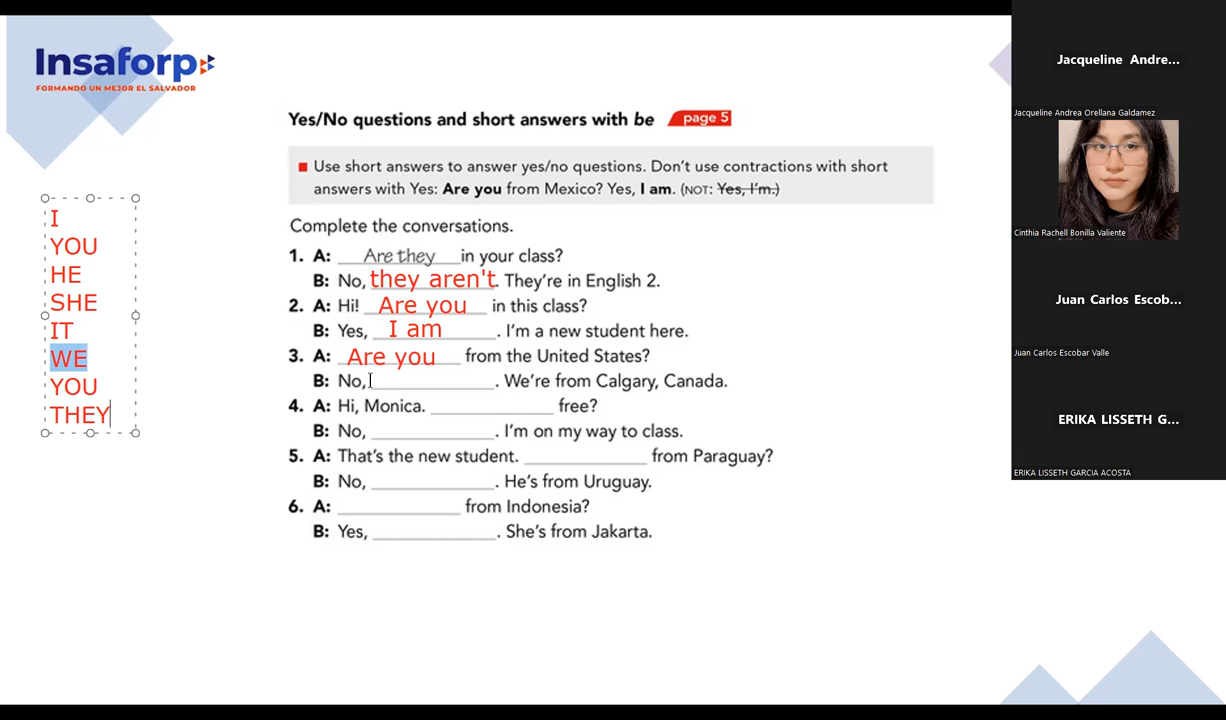 Insaforp
FORMANDO UN MEJOR EL SALVADOR
Yes/No questions and short answers with be page 5
Use short answers to answer yes/no questions. Don't use contractions with short
answers with Yes: Are you from Mexico? Yes, I am. (NOT: Yes, I'm.)
Complete the conversations.
1. A: Are they in your class?
B: No, they aren't. They're in English 2.
2. A: Hi! Are you in this class?
B: Yes, I am. I'm a new student here.
3. A: Are you from the United States?
B: No, ____________. We're from Calgary, Canada.
4. A: Hi, Monica. ____________ free?
B: No, ____________. I'm on my way to class.
5. A: That's the new student. ____________ from Paraguay?
B: No, ____________. He's from Uruguay.
6. A: ____________ from Indonesia?
B: Yes, ____________. She's from Jakarta.
I
YOU
HE
SHE
IT
WE
YOU
THEY
Jacqueline Andre...
Jacqueline Andrea Orellana Galdamez
Cinthia Rachell Bonilla Valiente
Juan Carlos Escob...
Juan Carlos Escobar Valle
ERIKA LISSETH G...
ERIKA LISSETH GARCIA ACOSTA